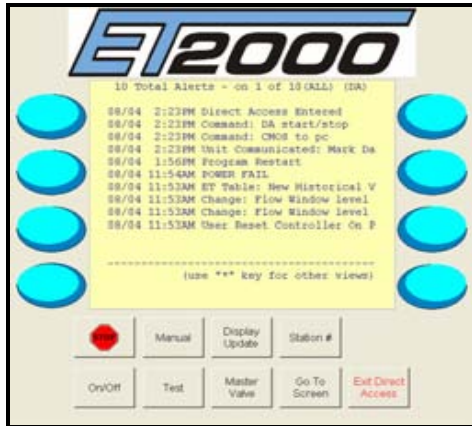 ET2000
10 Total Alerts - on 1 of 10(ALL) (DA)
08/04 2:23PM Direct Access Entered
08/04 2:23PM Command: DA start/stop
08/04 2:23PM Command: CMOS to pc
08/04 2:23PM Unit Communicated: Mark Da
08/04 1:56PM Program Restart
08/04 11:54AM POWER FAIL
08/04 11:53AM ET Table: New Historical V
08/04 11:53AM Change: Flow Window level
08/04 11:53AM Change: Flow Window level
08/04 11:53AM User Reset Controller On P
----------------------------------------
(use "*" key for other views)
STOP Manual Display Update Station #
On/Off Test Master Valve Go To Screen Exit Direct Access